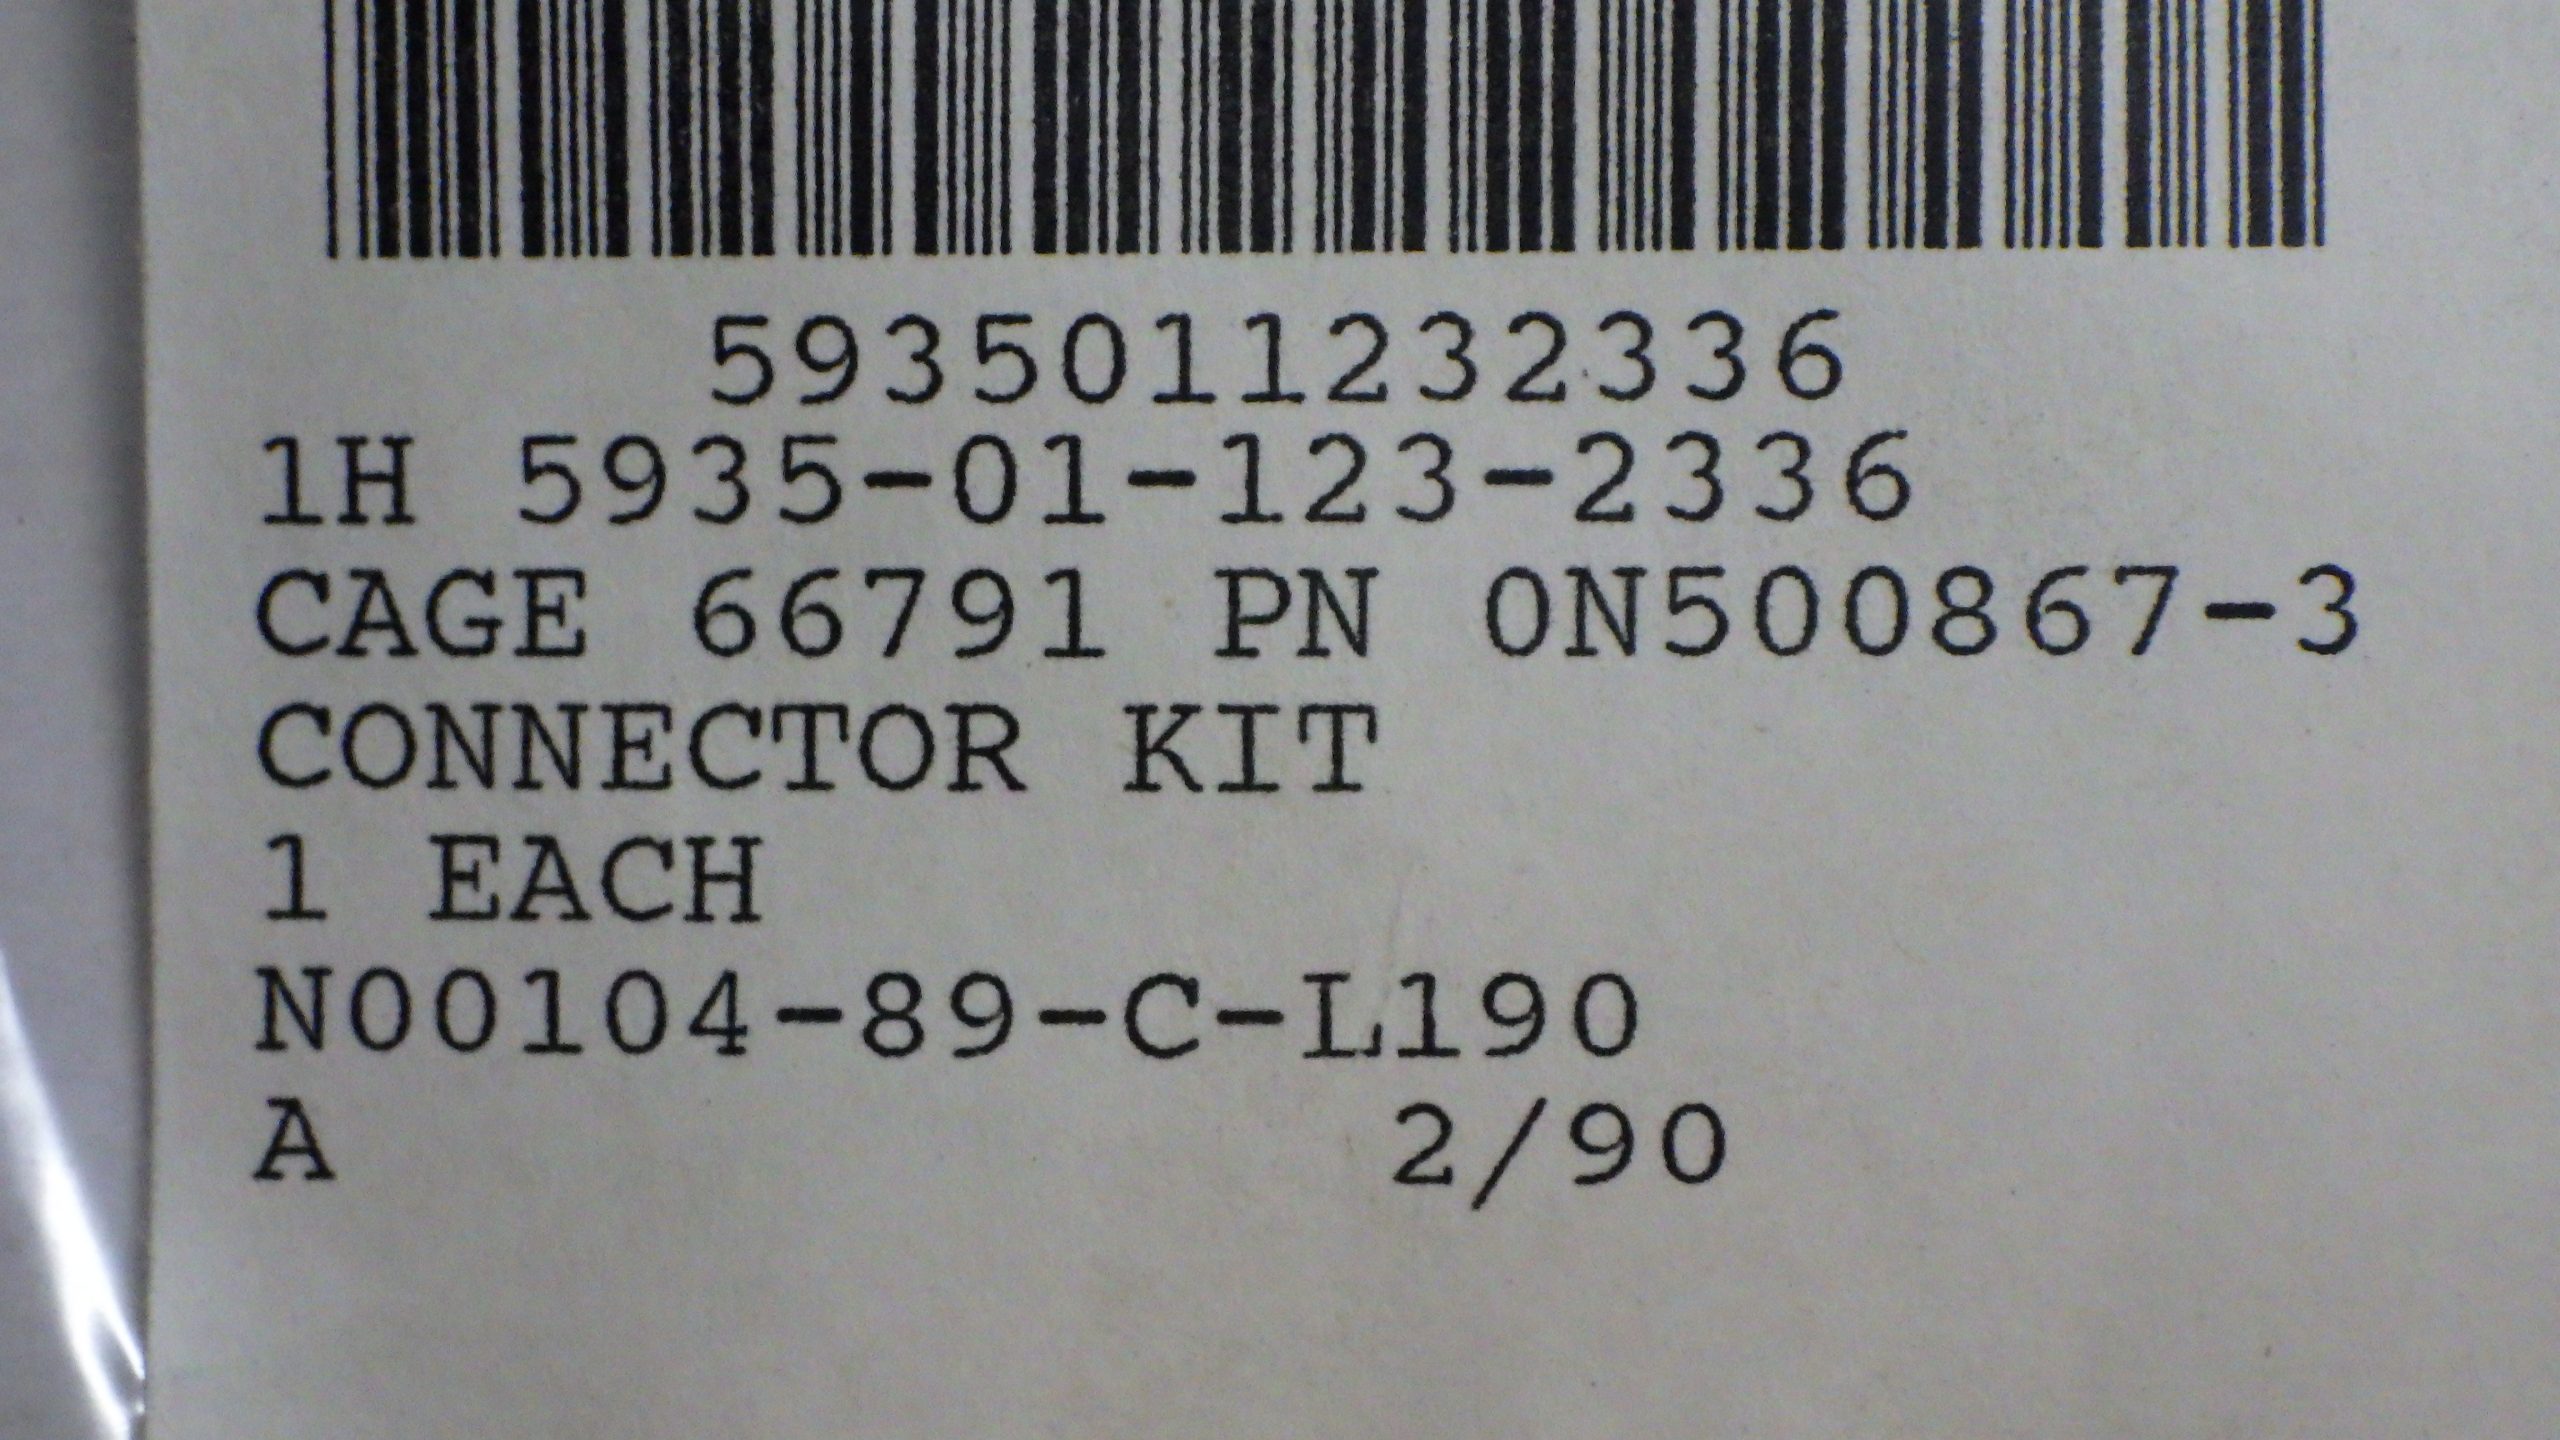 5935011232336
1H 5935-01-123-2336
CAGE 66791 PN 0N500867-3
CONNECTOR KIT
1 EACH
N00104-89-C-L190
A 2/90